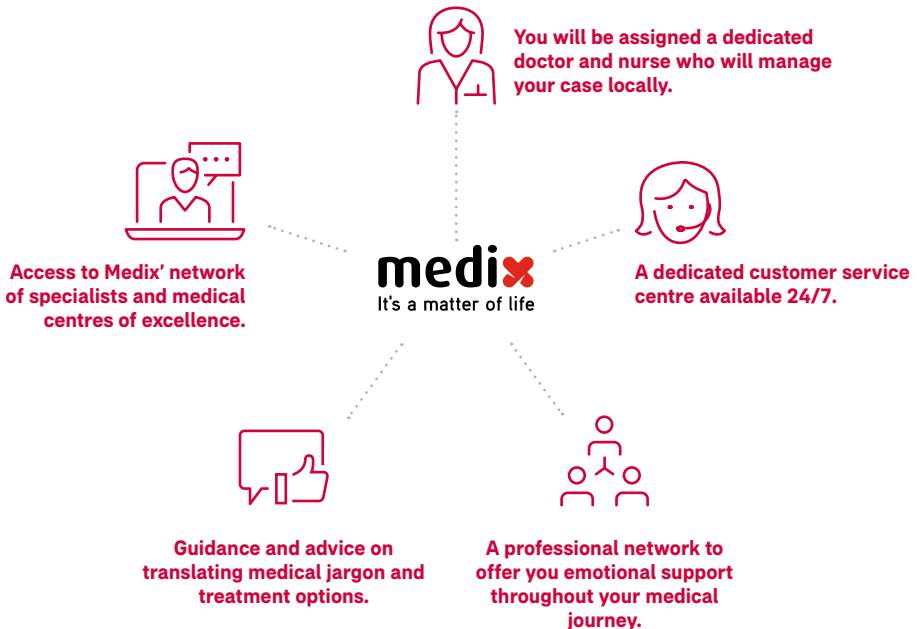 You will be assigned a dedicated
doctor and nurse who will manage
your case locally.
Access to Medix’ network
of specialists and medical
centres of excellence.
medix
It's a matter of life
A dedicated customer service
centre available 24/7.
Guidance and advice on
translating medical jargon and
treatment options.
A professional network to
offer you emotional support
throughout your medical
journey.